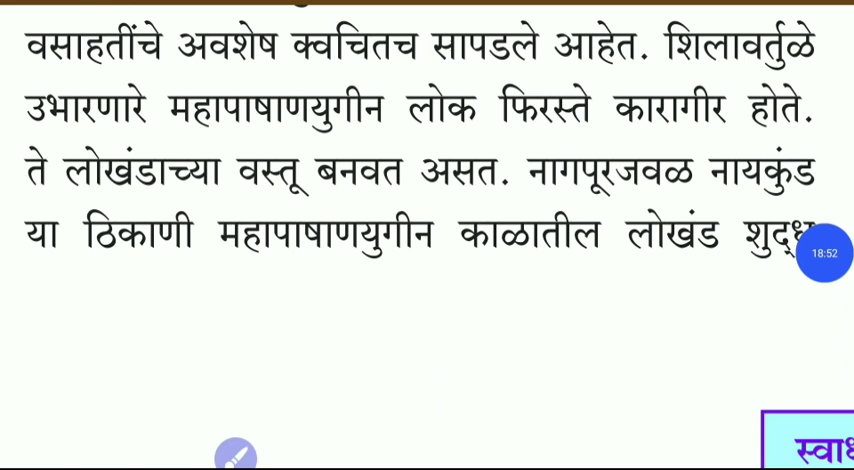 वसाहतींचे अवशेष क्वचितच सापडले आहेत. शिलावर्तुळे
उभारणारे महापाषाणयुगीन लोक फिरस्ते कारागीर होते.
ते लोखंडाच्या वस्तू बनवत असत. नागपूरजवळ नायकुंड
या ठिकाणी महापाषाणयुगीन काळातील लोखंड शुद्ध
18:52